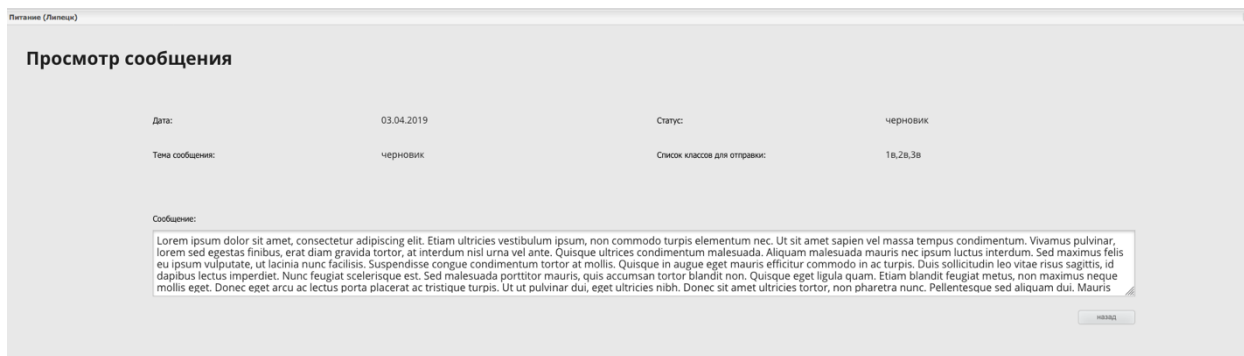 Питание (Липецк)
Просмотр сообщения
Дата: 03.04.2019 Статус: черновик
Тема сообщения: черновик Список классов для отправки: 1в,2в,3в
Сообщение:
Lorem ipsum dolor sit amet, consectetur adipiscing elit. Etiam ultricies vestibulum ipsum, non commodo turpis elementum nec. Ut sit amet sapien vel massa tempus condimentum. Vivamus pulvinar,
lorem sed egestas finibus, erat diam gravida tortor, at interdum nisl urna vel ante. Quisque ultrices condimentum malesuada. Aliquam malesuada mauris nec ipsum luctus interdum. Sed maximus felis
eu ipsum vulputate, ut lacinia nunc facilisis. Suspendisse congue condimentum tortor at mollis. Quisque in augue eget mauris efficitur commodo in ac turpis. Duis sollicitudin leo vitae risus sagittis, id
dapibus lectus imperdiet. Nunc feugiat scelerisque est. Sed malesuada porttitor mauris, quis accumsan tortor blandit non. Quisque eget ligula quam. Etiam blandit feugiat metus, non maximus neque
mollis eget. Donec eget arcu ac lectus porta placerat ac tristique turpis. Ut ut pulvinar dui, eget ultricies nibh. Donec sit amet ultricies tortor, non pharetra nunc. Pellentesque sed aliquam dui. Mauris
назад